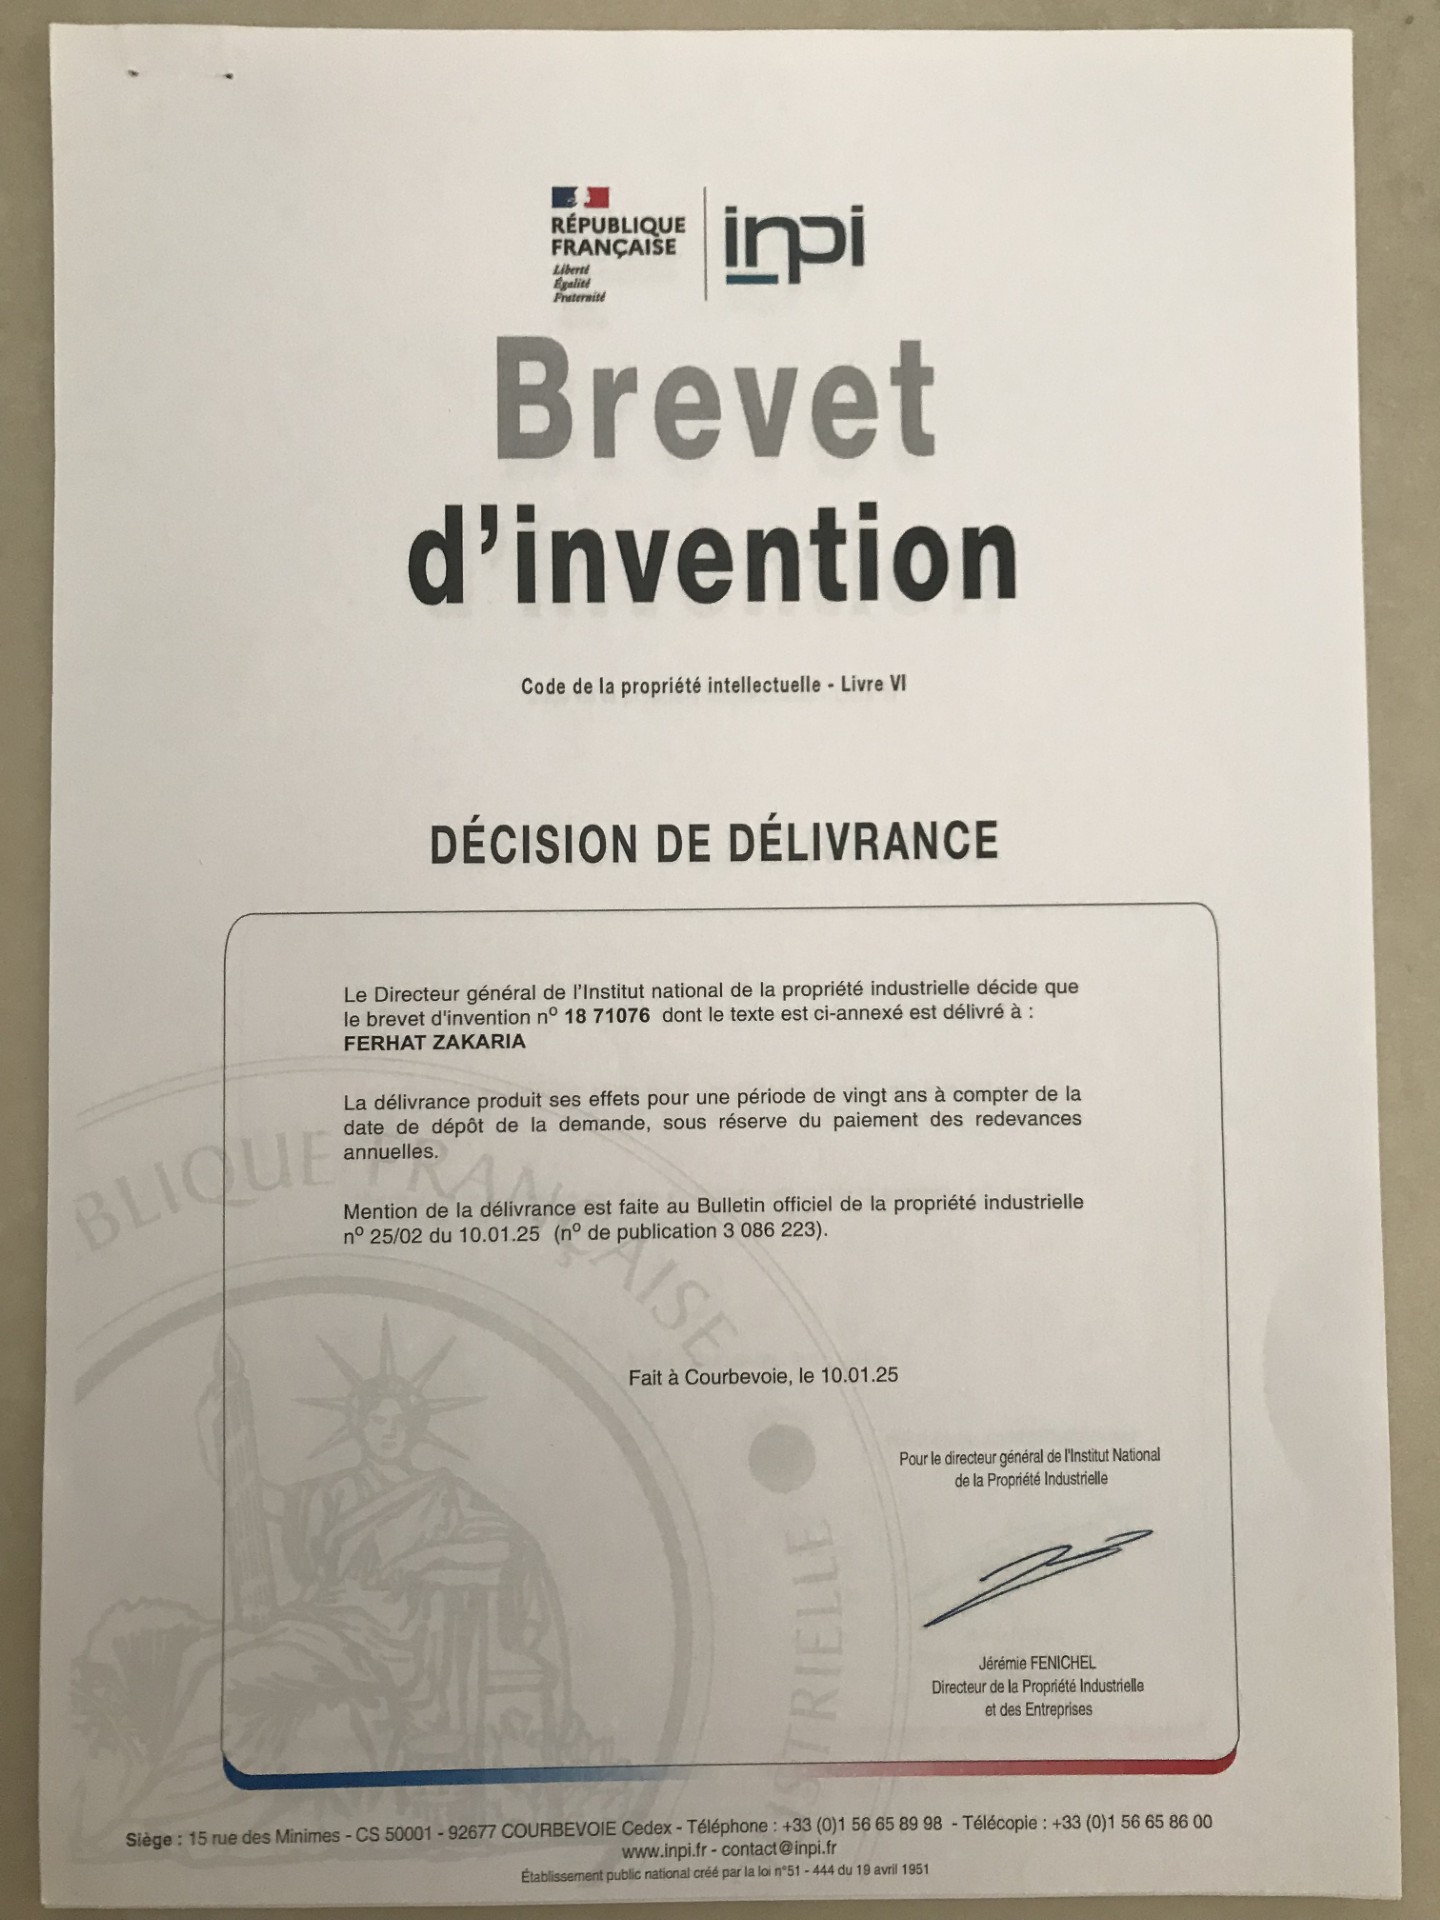 RÉPUBLIQUE
FRANÇAISE
Liberté
Égalité
Fraternité
inpi
Brevet
d'invention
Code de la propriété intellectuelle - Livre VI
DÉCISION DE DÉLIVRANCE
Le Directeur général de l'Institut national de la propriété industrielle décide que
le brevet d'invention nº 18 71076 dont le texte est ci-annexé est délivré à :
FERHAT ZAKARIA
La délivrance produit ses effets pour une période de vingt ans à compter de la
date de dépôt de la demande, sous réserve du paiement des redevances
annuelles.
Mention de la délivrance est faite au Bulletin officiel de la propriété industrielle
nº 25/02 du 10.01.25 (nº de publication 3 086 223).
BLIQUE FRANÇAISE
ISTRIELLE
Fait à Courbevoie, le 10.01.25
Pour le directeur général de l'Institut National
de la Propriété Industrielle
Jérémie FENICHEL
Directeur de la Propriété Industrielle
et des Entreprises
Siège : 15 rue des Minimes - CS 50001 - 92677 COURBEVOIE Cedex - Téléphone : +33 (0)1 56 65 89 98 - Télécopie : +33 (0)1 56 65 86 00
www.inpi.fr - contact@inpi.fr
Établissement public national créé par la loi n°51 - 444 du 19 avril 1951